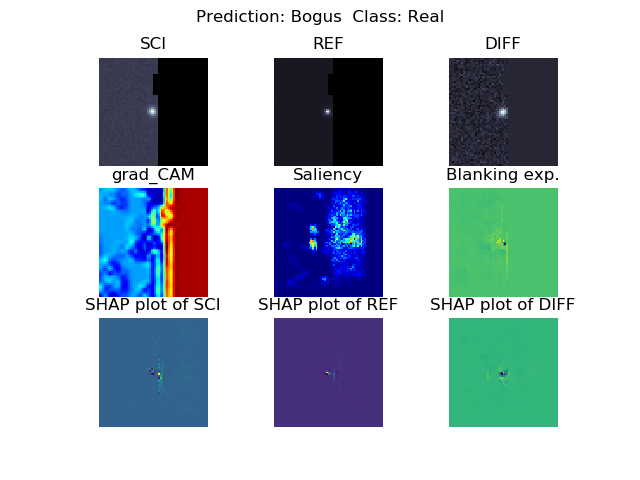 Prediction: Bogus  Class: Real
SCI REF DIFF
grad_CAM Saliency Blanking exp.
SHAP plot of SCI SHAP plot of REF SHAP plot of DIFF